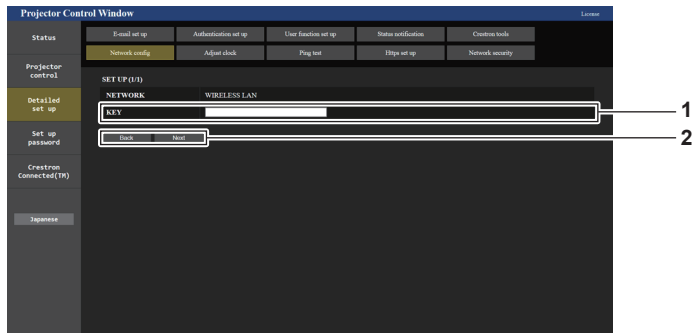 Projector Control Window
License
Status
Projector
control
Detailed
set up
Set up
password
Crestron
Connected(TM)
Japanese
E-mail set up
Authentication set up
User function set up
Status notification
Crestron tools
Network config
Adjust clock
Ping test
Https set up
Network security
SET UP (1/1)
NETWORK WIRELESS LAN
KEY
Back Next
1
2